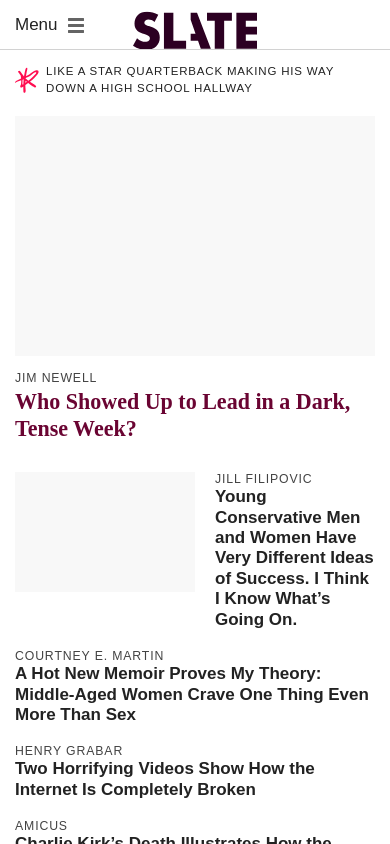 Menu
SLATE
LIKE A STAR QUARTERBACK MAKING HIS WAY
DOWN A HIGH SCHOOL HALLWAY
JIM NEWELL
Who Showed Up to Lead in a Dark,
Tense Week?
JILL FILIPOVIC
Young
Conservative Men
and Women Have
Very Different Ideas
of Success. I Think
I Know What’s
Going On.
COURTNEY E. MARTIN
A Hot New Memoir Proves My Theory:
Middle-Aged Women Crave One Thing Even
More Than Sex
HENRY GRABAR
Two Horrifying Videos Show How the
Internet Is Completely Broken
AMICUS
Charlie Kirk’s Death Illustrates How the